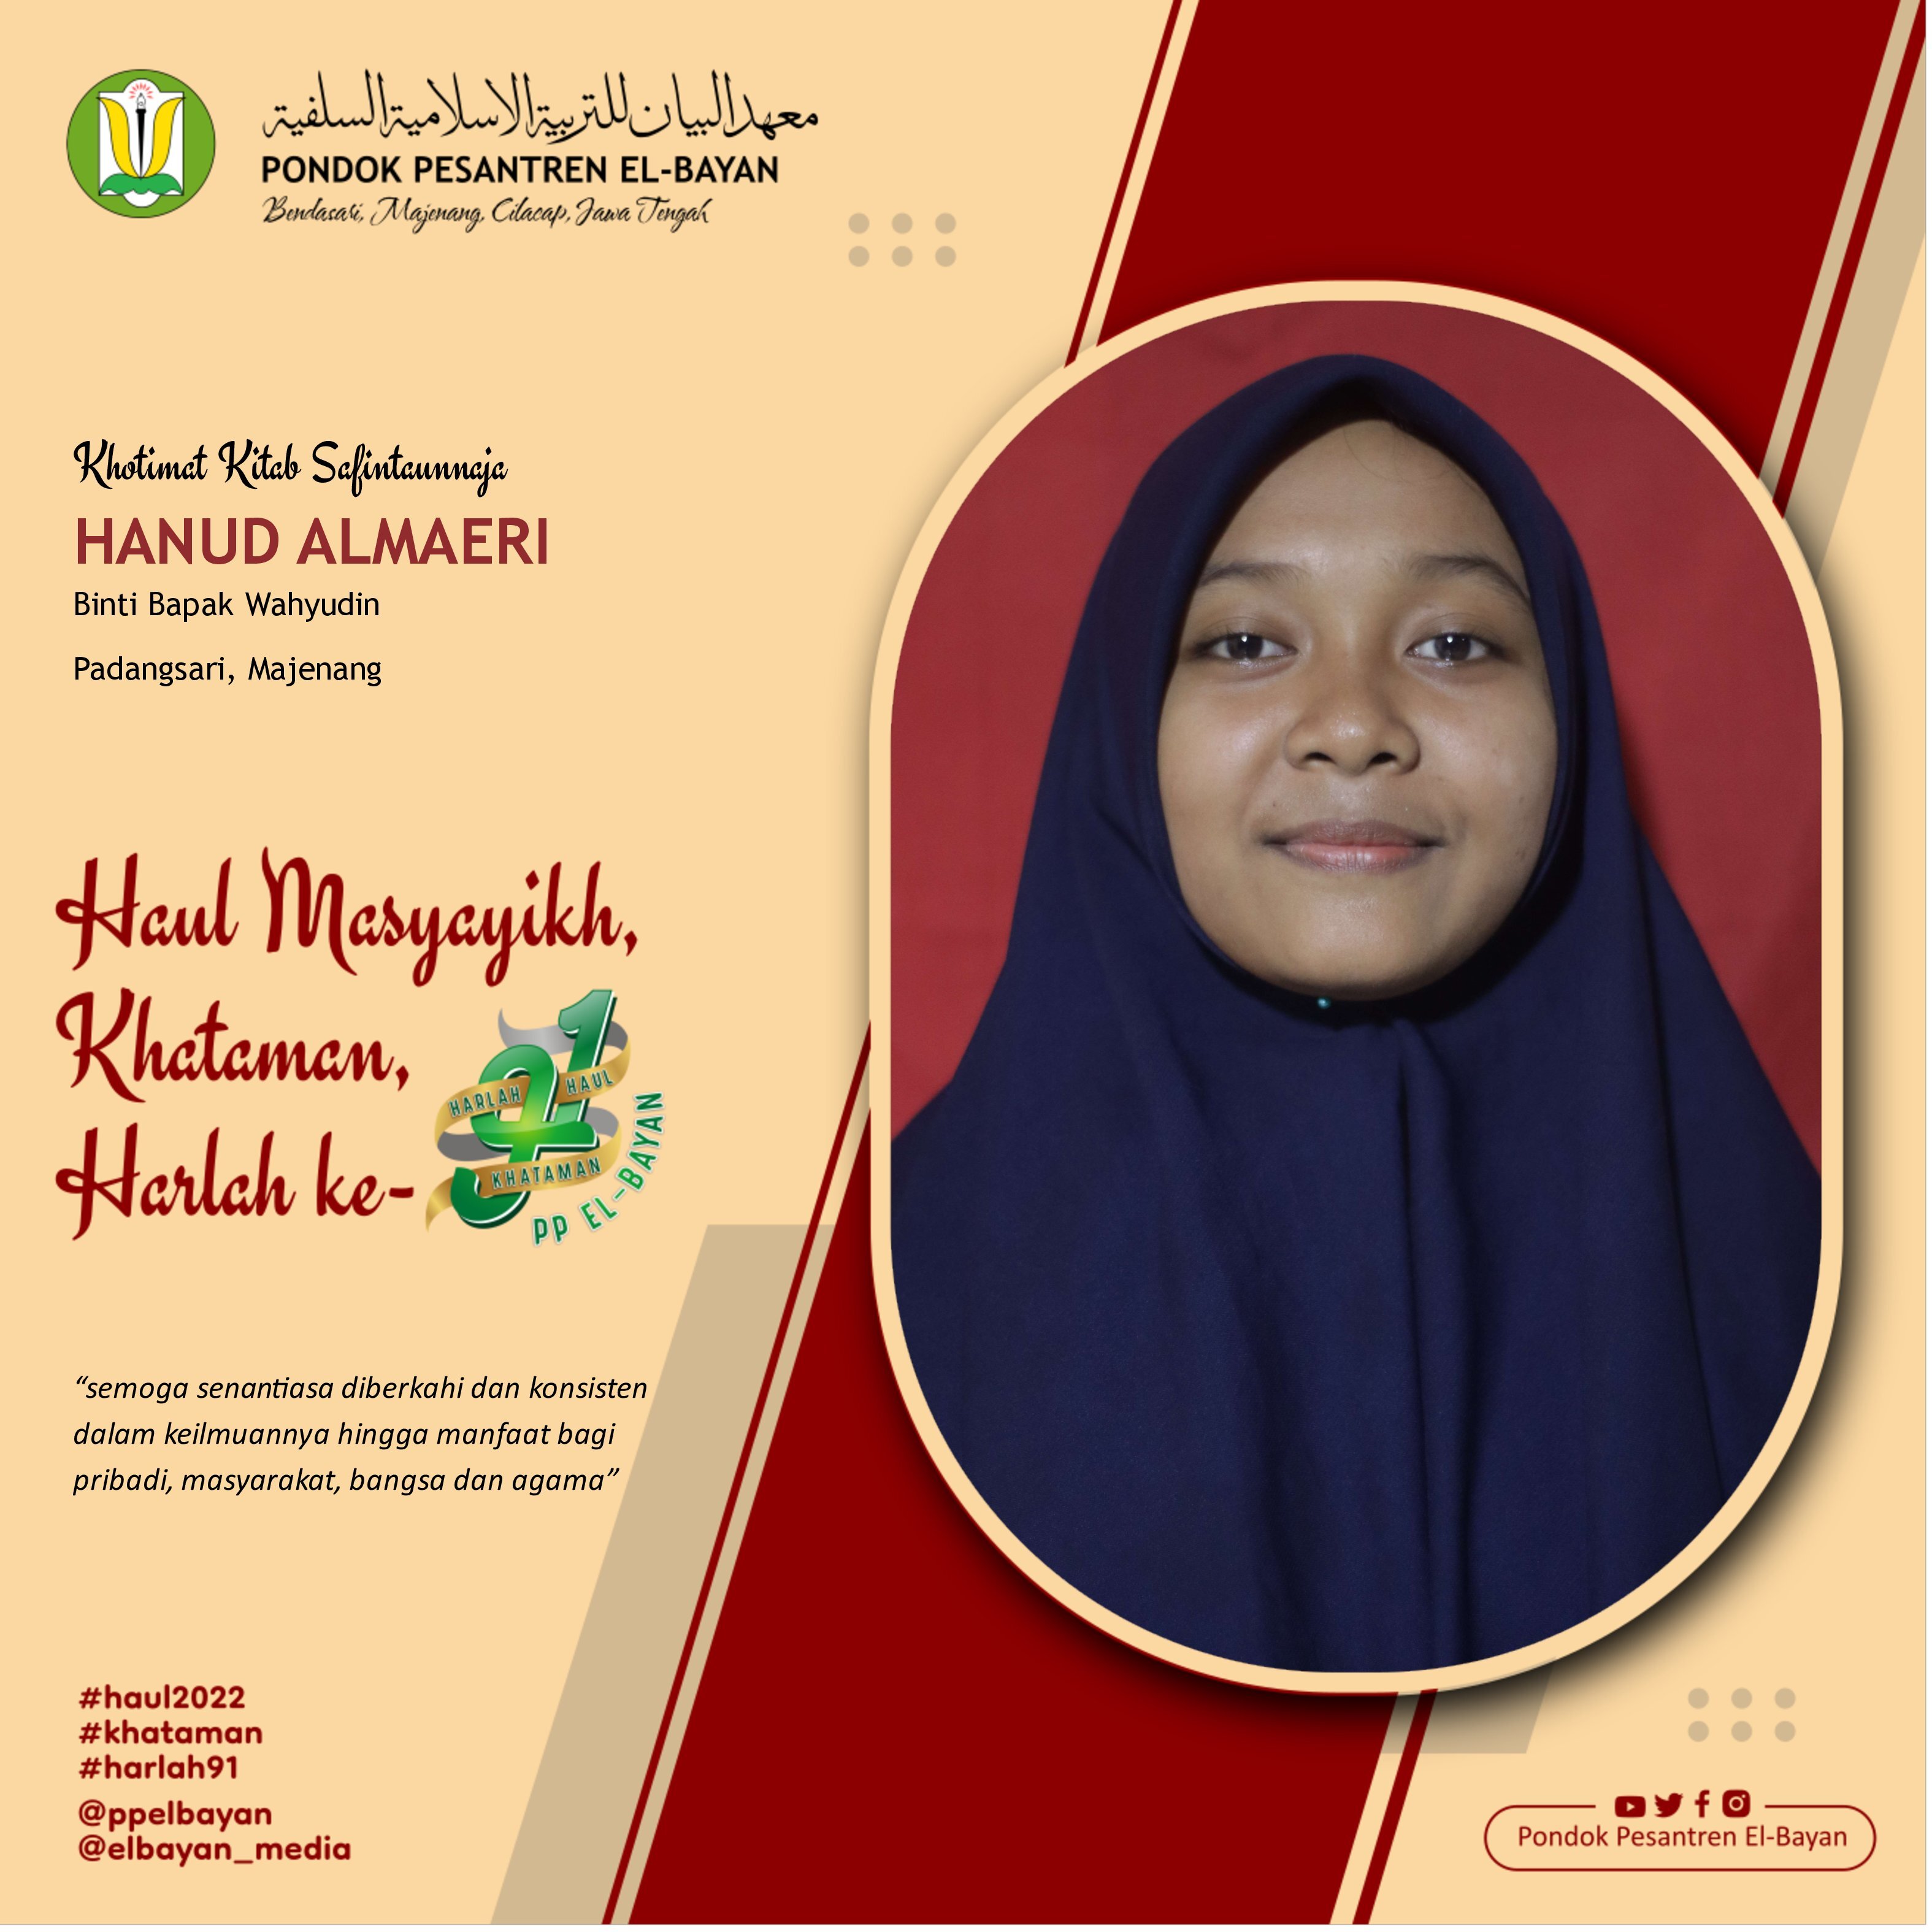 معهد البيان للتربية الاسلامية السلفية
PONDOK PESANTREN EL-BAYAN
Bendasari, Majenang, Cilacap, Jawa Tengah
Khotimat Kitab Safintaunnaja
HANUD ALMAERI
Binti Bapak Wahyudin
Padangsari, Majenang
Haul Masyayikh,
Khataman,
Harlah ke-
91
HARLAH HAUL
KHATAMAN
PP EL-BAYAN
“semoga senantiasa diberkahi dan konsisten
dalam keilmuannya hingga manfaat bagi
pribadi, masyarakat, bangsa dan agama”
#haul2022
#khataman
#harlah91
@ppelbayan
@elbayan_media
Pondok Pesantren El-Bayan